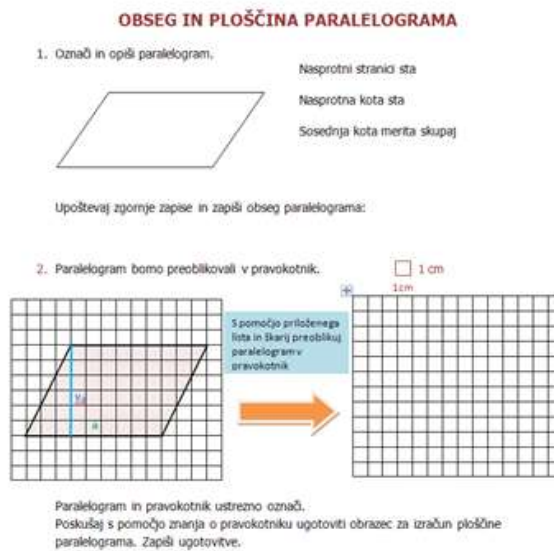 OBSEG IN PLOŠČINA PARALELOGRAMA
1. Označi in opiši paralelogram.
Nasprotni stranici sta
Nasprotna kota sta
Sosednja kota merita skupaj
Upoštevaj zgornje zapise in zapiši obseg paralelograma:
2. Paralelogram bomo preoblikovali v pravokotnik.
1 cm
1cm
S pomočjo priloženega
lista in škarij preoblikuj
paralelogram v
pravokotnik
va
a
Paralelogram in pravokotnik ustrezno označi.
Poskušaj s pomočjo znanja o pravokotniku ugotoviti obrazec za izračun ploščine
paralelograma. Zapiši ugotovitve.